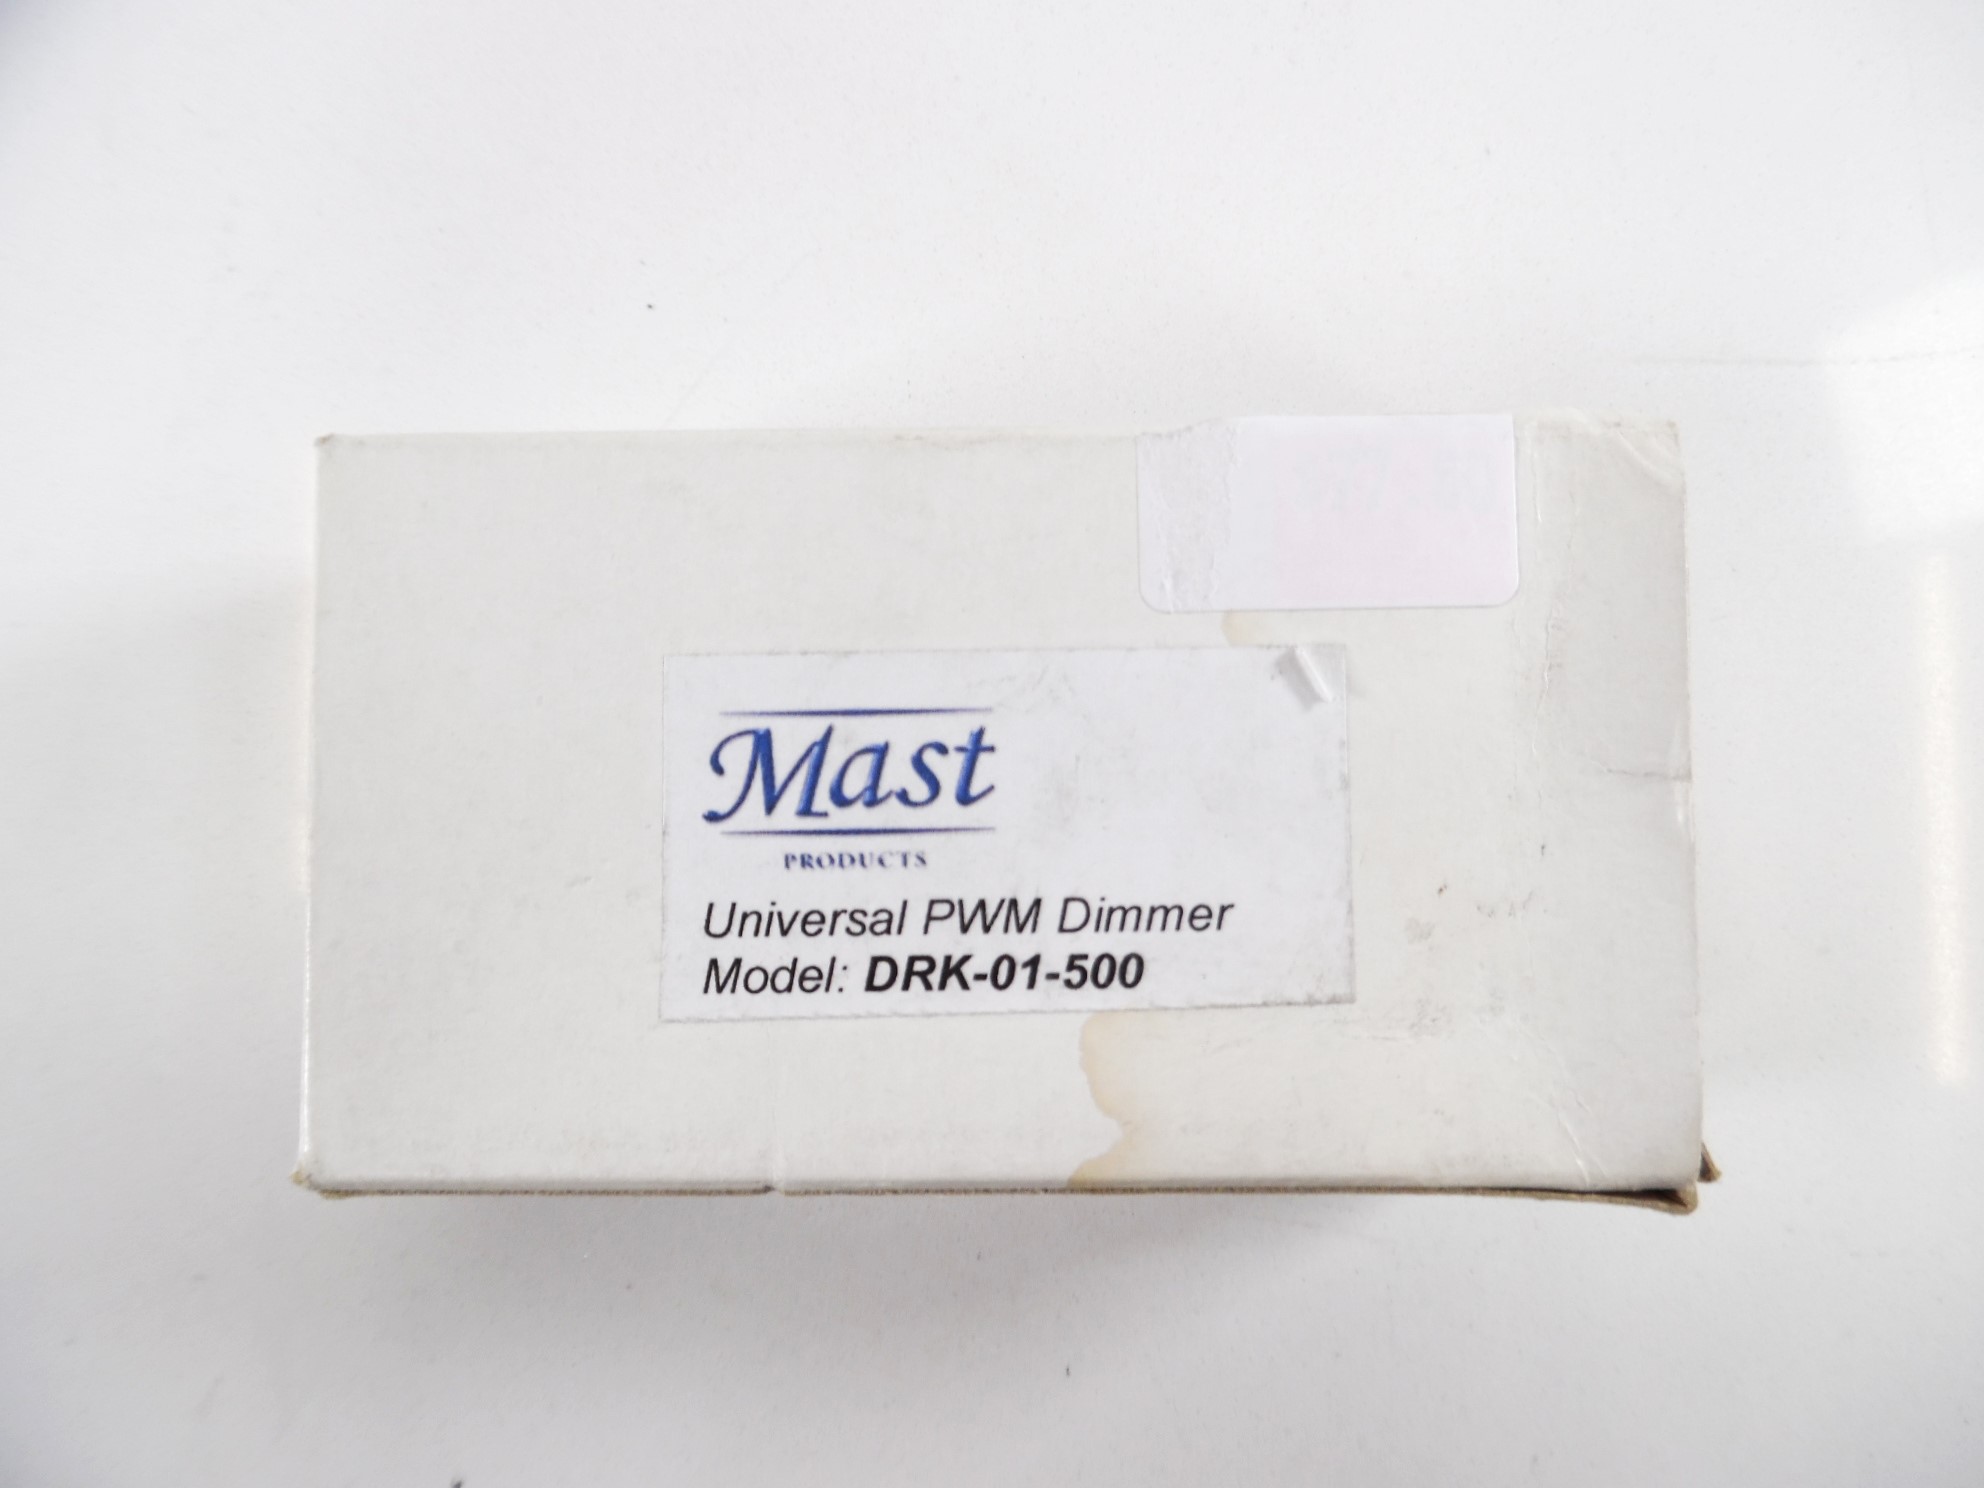 Mast
PRODUCTS
Universal PWM Dimmer
Model: DRK-01-500